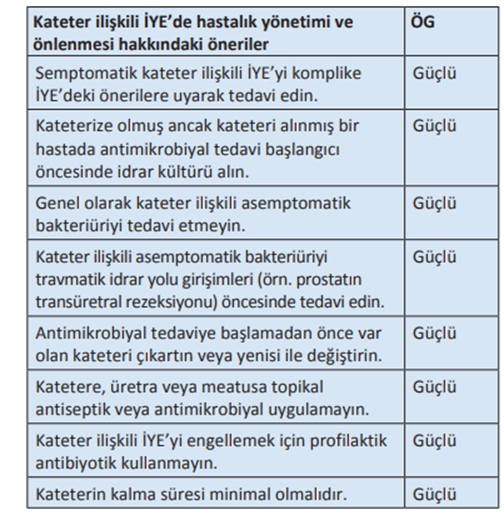 Kateter ilişkili İYE’de hastalık yönetimi ve ÖG
önlenmesi hakkındaki öneriler
Semptomatik kateter ilişkili İYE’yi komplike Güçlü
İYE’deki önerilere uyarak tedavi edin.
Kateterize olmuş ancak kateteri alınmış bir Güçlü
hastada antimikrobiyal tedavi başlangıcı
öncesinde idrar kültürü alın.
Genel olarak kateter ilişkili asemptomatik Güçlü
bakteriüriyi tedavi etmeyin.
Kateter ilişkili asemptomatik bakteriüriyi Güçlü
travmatik idrar yolu girişimleri (örn. prostatın
transüretral rezeksiyonu) öncesinde tedavi edin.
Antimikrobiyal tedaviye başlamadan önce var Güçlü
olan kateteri çıkartın veya yenisi ile değiştirin.
Katetere, üretra veya meatusa topikal Güçlü
antiseptik veya antimikrobiyal uygulamayın.
Kateter ilişkili İYE’yi engellemek için profilaktik Güçlü
antibiyotik kullanmayın.
Kateterin kalma süresi minimal olmalıdır. Güçlü